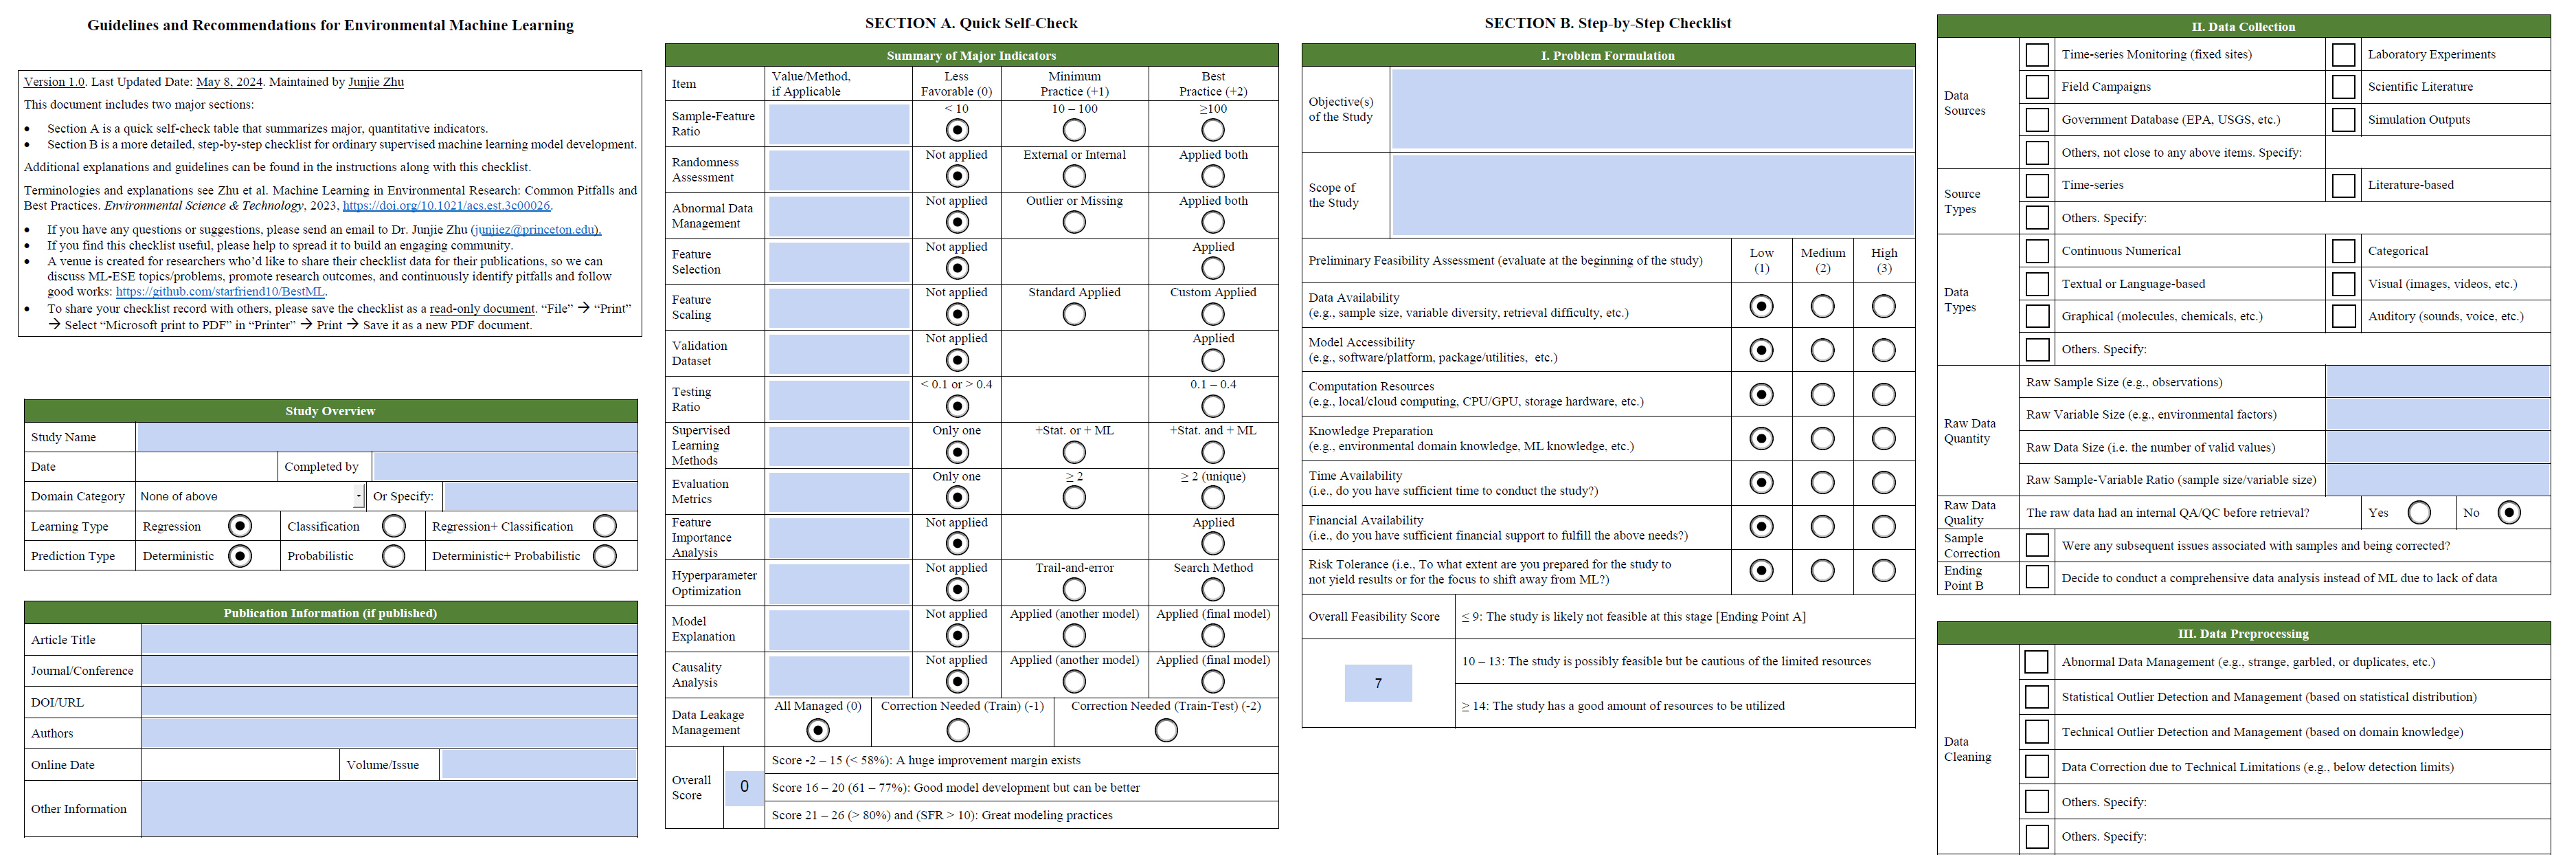 Guidelines and Recommendations for Environmental Machine Learning
Version 1.0. Last Updated Date: May 8, 2024. Maintained by Junjie Zhu
This document includes two major sections:
• Section A is a quick self-check table that summarizes major, quantitative indicators.
• Section B is a more detailed, step-by-step checklist for ordinary supervised machine learning model development.
Additional explanations and guidelines can be found in the instructions along with this checklist.
Terminologies and explanations see Zhu et al. Machine Learning in Environmental Research: Common Pitfalls and
Best Practices. Environmental Science & Technology, 2023, https://doi.org/10.1021/acs.est.3c00026.
• If you have any questions or suggestions, please send an email to Dr. Junjie Zhu (junjiez@princeton.edu).
• If you find this checklist useful, please help to spread it to build an engaging community.
• A venue is created for researchers who'd like to share their checklist data for their publications, so we can
discuss ML-ESE topics/problems, promote research outcomes, and continuously identify pitfalls and follow
good works: https://github.com/starfriend10/BestML.
• To share your checklist record with others, please save the checklist as a read-only document. “File” → “Print”
→ Select “Microsoft print to PDF” in “Printer” → Print → Save it as a new PDF document.
Study Overview
Study Name
Date Completed by
Domain Category None of above Or Specify:
Learning Type Regression Classification Regression+ Classification
Prediction Type Deterministic Probabilistic Deterministic+ Probabilistic
Publication Information (if published)
Article Title
Journal/Conference
DOI/URL
Authors
Online Date Volume/Issue
Other Information
SECTION A. Quick Self-Check
Summary of Major Indicators
Item Value/Method, if Applicable Less Favorable (0) Minimum Practice (+1) Best Practice (+2)
Sample-Feature Ratio < 10 10 – 100 ≥100
Randomness Assessment Not applied External or Internal Applied both
Abnormal Data Management Not applied Outlier or Missing Applied both
Feature Selection Not applied Applied
Feature Scaling Not applied Standard Applied Custom Applied
Validation Dataset Not applied Applied
Testing Ratio < 0.1 or > 0.4 0.1 – 0.4
Supervised Learning Methods Only one +Stat. or + ML +Stat. and + ML
Evaluation Metrics Only one ≥ 2 ≥ 2 (unique)
Feature Importance Analysis Not applied Applied
Hyperparameter Optimization Not applied Trail-and-error Search Method
Model Explanation Not applied Applied (another model) Applied (final model)
Causality Analysis Not applied Applied (another model) Applied (final model)
Data Leakage Management All Managed (0) Correction Needed (Train) (-1) Correction Needed (Train-Test) (-2)
Overall Score 0
Score -2 – 15 (< 58%): A huge improvement margin exists
Score 16 – 20 (61 – 77%): Good model development but can be better
Score 21 – 26 (> 80%) and (SFR > 10): Great modeling practices
SECTION B. Step-by-Step Checklist
I. Problem Formulation
Objective(s) of the Study
Scope of the Study
Preliminary Feasibility Assessment (evaluate at the beginning of the study) Low (1) Medium (2) High (3)
Data Availability
(e.g., sample size, variable diversity, retrieval difficulty, etc.)
Model Accessibility
(e.g., software/platform, package/utilities, etc.)
Computation Resources
(e.g., local/cloud computing, CPU/GPU, storage hardware, etc.)
Knowledge Preparation
(e.g., environmental domain knowledge, ML knowledge, etc.)
Time Availability
(i.e., do you have sufficient time to conduct the study?)
Financial Availability
(i.e., do you have sufficient financial support to fulfill the above needs?)
Risk Tolerance (i.e., To what extent are you prepared for the study to
not yield results or for the focus to shift away from ML?)
Overall Feasibility Score ≤ 9: The study is likely not feasible at this stage [Ending Point A]
10 – 13: The study is possibly feasible but be cautious of the limited resources
7
≥ 14: The study has a good amount of resources to be utilized
II. Data Collection
Data Sources
Time-series Monitoring (fixed sites) Laboratory Experiments
Field Campaigns Scientific Literature
Government Database (EPA, USGS, etc.) Simulation Outputs
Others, not close to any above items. Specify:
Source Types
Time-series Literature-based
Others. Specify:
Data Types
Continuous Numerical Categorical
Textual or Language-based Visual (images, videos, etc.)
Graphical (molecules, chemicals, etc.) Auditory (sounds, voice, etc.)
Others. Specify:
Raw Data Quantity
Raw Sample Size (e.g., observations)
Raw Variable Size (e.g., environmental factors)
Raw Data Size (i.e. the number of valid values)
Raw Sample-Variable Ratio (sample size/variable size)
Raw Data Quality The raw data had an internal QA/QC before retrieval? Yes No
Sample Correction Were any subsequent issues associated with samples and being corrected?
Ending Point B Decide to conduct a comprehensive data analysis instead of ML due to lack of data
III. Data Preprocessing
Data Cleaning
Abnormal Data Management (e.g., strange, garbled, or duplicates, etc.)
Statistical Outlier Detection and Management (based on statistical distribution)
Technical Outlier Detection and Management (based on domain knowledge)
Data Correction due to Technical Limitations (e.g., below detection limits)
Others. Specify:
Others. Specify: